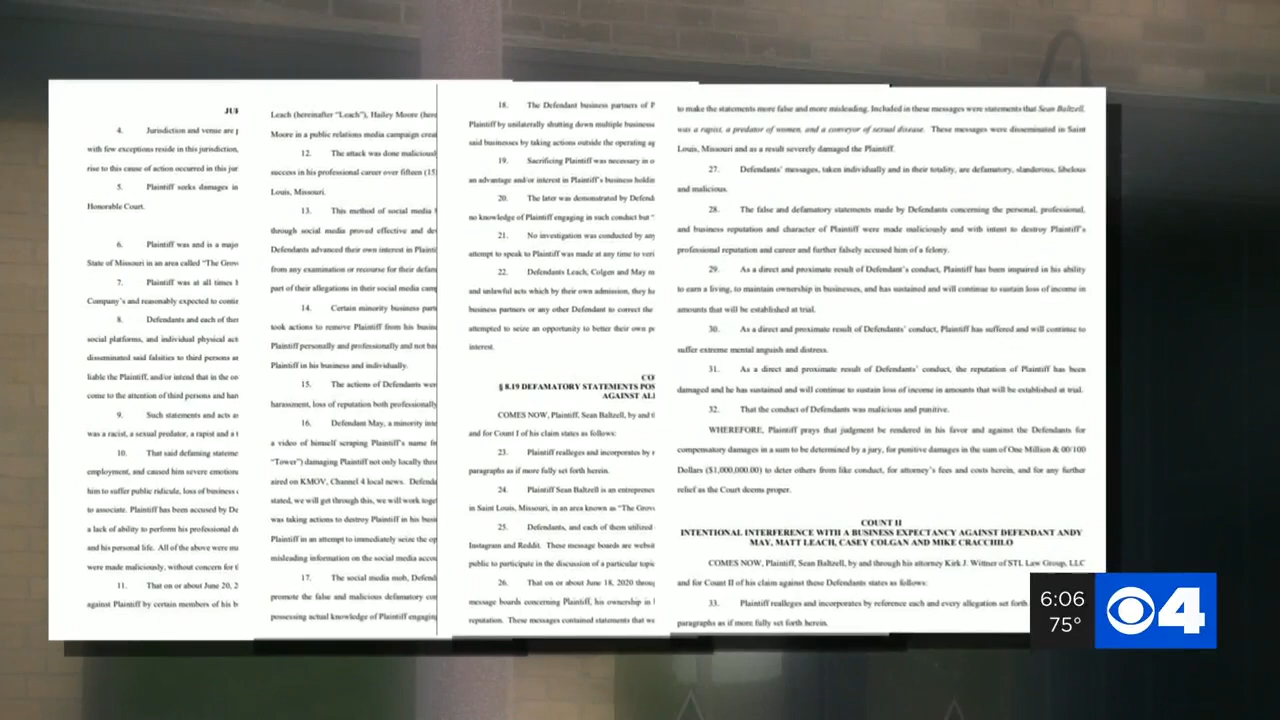 JUF
4. Jurisdiction and venue are p
with few exceptions reside in this jurisdiction,
rise to this cause of action occurred in this jur
5. Plaintiff seeks damages in
Honorable Court.
6. Plaintiff was and is a majo
State of Missouri in an area called "The Grov
7. Plaintiff was at all times h
Company's and reasonably expected to conti
8. Defendants and each of ther
social platforms, and individual physical act
disseminated said falsities to third persons ar
liable the Plaintiff, and/or intend that in the co
come to the attention of third persons and har
9. Such statements and acts as
was a racist, a sexual predator, a rapist and a t
10. That said defaming stateme
employment, and caused him severe emotion
him to suffer public ridicule, loss of business c
to associate. Plaintiff has been accused by De
a lack of ability to perform his professional d
and his personal life. All of the above were m
were made maliciously, without concern for t
11. That on or about June 20, 2
against Plaintiff by certain members of his b
Leach (hereinafter "Leach"), Hailey Moore (here
Moore in a public relations media campaign crea
12. The attack was done maliciousl
success in his professional career over fifteen (15
Louis, Missouri.
13. This method of social media
through social media proved effective and dev
Defendants advanced their own interest in Plainti
from any examination or recourse for their defam
part of their allegations in their social media camp
14. Certain minority business part
took actions to remove Plaintiff from his busin
Plaintiff personally and professionally and not ba
Plaintiff in his business and individually.
15. The actions of Defendants wer
harassment, loss of reputation both professionally
16. Defendant May, a minority inte
a video of himself scraping Plaintiff's name fr
"Tower") damaging Plaintiff not only locally thro
aired on KMOV, Channel 4 local news. Defenda
stated, we will get through this, we will work toge
was taking actions to destroy Plaintiff in his busi
Plaintiff in an attempt to immediately seize the op
misleading information on the social media accou
17. The social media mob, Defend
promote the false and malicious defamatory con
possessing actual knowledge of Plaintiff engaging
18. The Defendant business partners of P
Plaintiff by unilaterally shutting down multiple business
said businesses by taking actions outside the operating ag
19. Sacrificing Plaintiff was necessary in o
an advantage and/or interest in Plaintiff's business holdin
20. The later was demonstrated by Defend
no knowledge of Plaintiff engaging in such conduct but "
21. No investigation was conducted by any
attempt to speak to Plaintiff was made at any time to veri
22. Defendants Leach, Colgen and May m
and unlawful acts which by their own admission, they ha
business partners or any other Defendant to correct the
attempted to seize an opportunity to better their own po
interest.
CO
§ 8.19 DEFAMATORY STATEMENTS POS
AGAINST ALL
COMES NOW, Plaintiff, Sean Baltzell, by and t
and for Count I of his claim states as follows:
23. Plaintiff realleges and incorporates by r
paragraphs as if more fully set forth herein.
24. Plaintiff Sean Baltzell is an entrepren
in Saint Louis, Missouri, in an area known as "The Grov
25. Defendants, and each of them utilized
Instagram and Reddit. These message boards are websit
public to participate in the discussion of a particular topic
26. That on or about June 18, 2020 throug
message boards concerning Plaintiff, his ownership in
reputation. These messages contained statements that we
to make the statements more false and more misleading. Included in these messages were statements that Sean Baltzell,
was a rapist, a predator of women, and a conveyor of sexual disease. These messages were disseminated in Saint
Louis, Missouri and as a result severely damaged the Plaintiff.
27. Defendants' messages, taken individually and in their totality, are defamatory, slanderous, libelous
and malicious.
28. The false and defamatory statements made by Defendants concerning the personal, professional,
and business reputation and character of Plaintiff were made maliciously and with intent to destroy Plaintiff's
professional reputation and career and further falsely accused him of a felony.
29. As a direct and proximate result of Defendant's conduct, Plaintiff has been impaired in his ability
to earn a living, to maintain ownership in businesses, and has sustained and will continue to sustain loss of income in
amounts that will be established at trial.
30. As a direct and proximate result of Defendants' conduct, Plaintiff has suffered and will continue to
suffer extreme mental anguish and distress.
31. As a direct and proximate result of Defendants' conduct, the reputation of Plaintiff has been
damaged and he has sustained and will continue to sustain loss of income in amounts that will be established at trial.
32. That the conduct of Defendants was malicious and punitive.
WHEREFORE, Plaintiff prays that judgment be rendered in his favor and against the Defendants for
compensatory damages in a sum to be determined by a jury, for punitive damages in the sum of One Million & 00/100
Dollars ($1,000,000.00) to deter others from like conduct, for attorney's fees and costs herein, and for any further
relief as the Court deems proper.
COUNT II
INTENTIONAL INTERFERENCE WITH A BUSINESS EXPECTANCY AGAINST DEFENDANT ANDY
MAY, MATT LEACH, CASEY COLGAN AND MIKE CRACCHILO
COMES NOW, Plaintiff, Sean Baltzell, by and through his attorney Kirk J. Wittner of STL Law Group, LLC
and for Count II of his claim against these Defendants states as follows:
33. Plaintiff realleges and incorporates by reference each and every allegation set forth
paragraphs as if more fully set forth herein.
6:06
75°
4